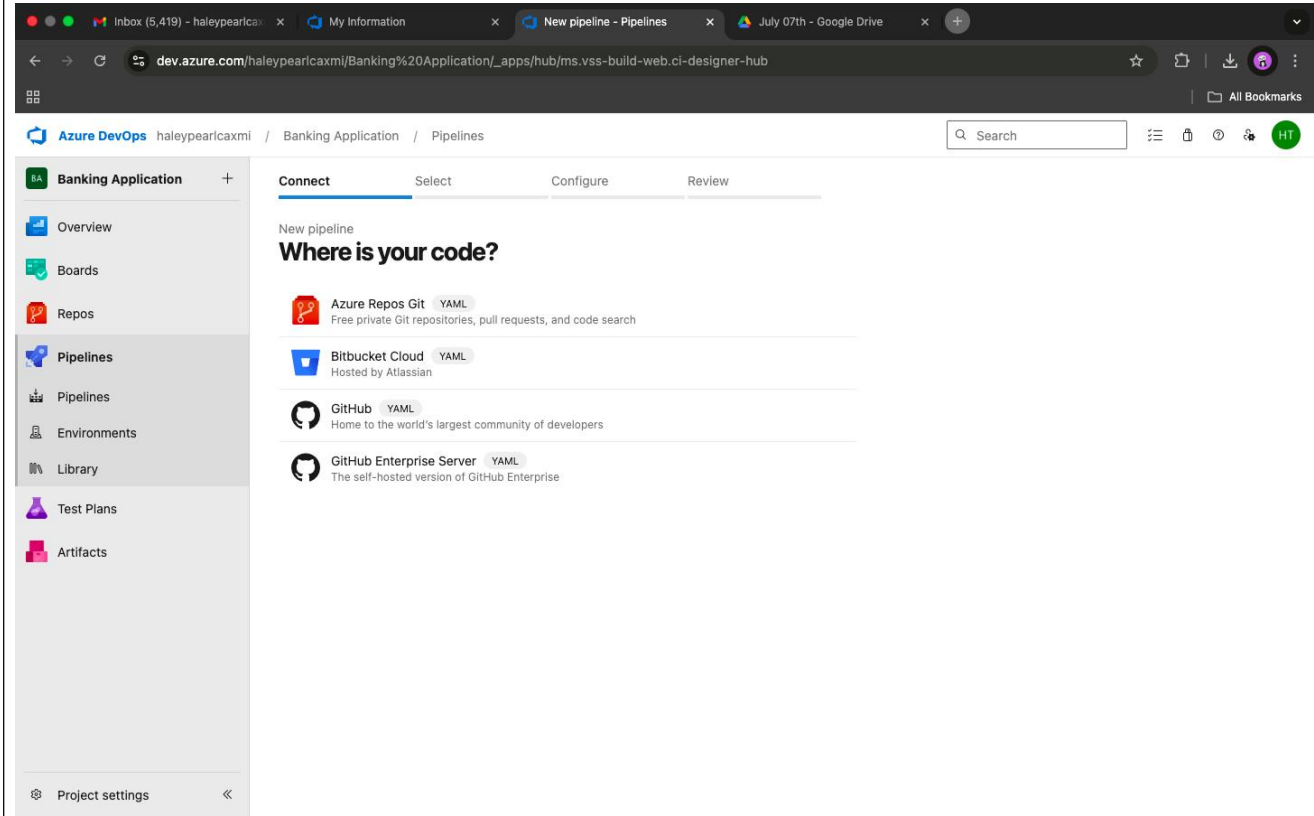 Inbox (5,419) - haleypearlcax
My Information
New pipeline - Pipelines
July 07th - Google Drive
dev.azure.com/haleypearlcaxmi/Banking%20Application/_apps/hub/ms.vss-build-web.ci-designer-hub
All Bookmarks
Azure DevOps haleypearlcaxmi / Banking Application / Pipelines
Search
HT
BA Banking Application
Overview
Boards
Repos
Pipelines
Pipelines
Environments
Library
Test Plans
Artifacts
Project settings
Connect Select Configure Review
New pipeline
Where is your code?
Azure Repos Git YAML
Free private Git repositories, pull requests, and code search
Bitbucket Cloud YAML
Hosted by Atlassian
GitHub YAML
Home to the world's largest community of developers
GitHub Enterprise Server YAML
The self-hosted version of GitHub Enterprise